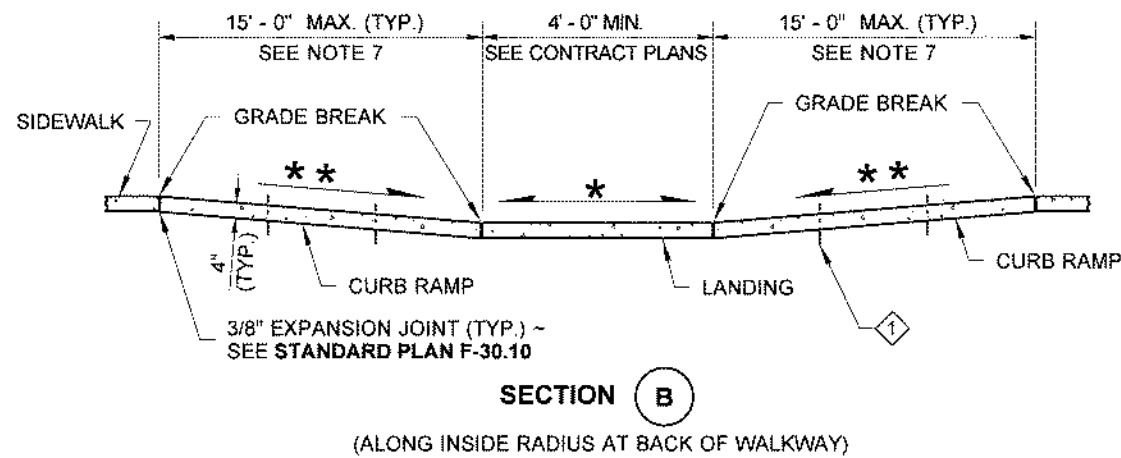 15' - 0" MAX. (TYP.)
SEE NOTE 7
4' - 0" MIN.
SEE CONTRACT PLANS
15' - 0" MAX. (TYP.)
SEE NOTE 7
SIDEWALK
GRADE BREAK
GRADE BREAK
* *
*
* *
4"
(TYP.)
CURB RAMP
LANDING
CURB RAMP
1
3/8" EXPANSION JOINT (TYP.) ~
SEE STANDARD PLAN F-30.10
SECTION B
(ALONG INSIDE RADIUS AT BACK OF WALKWAY)